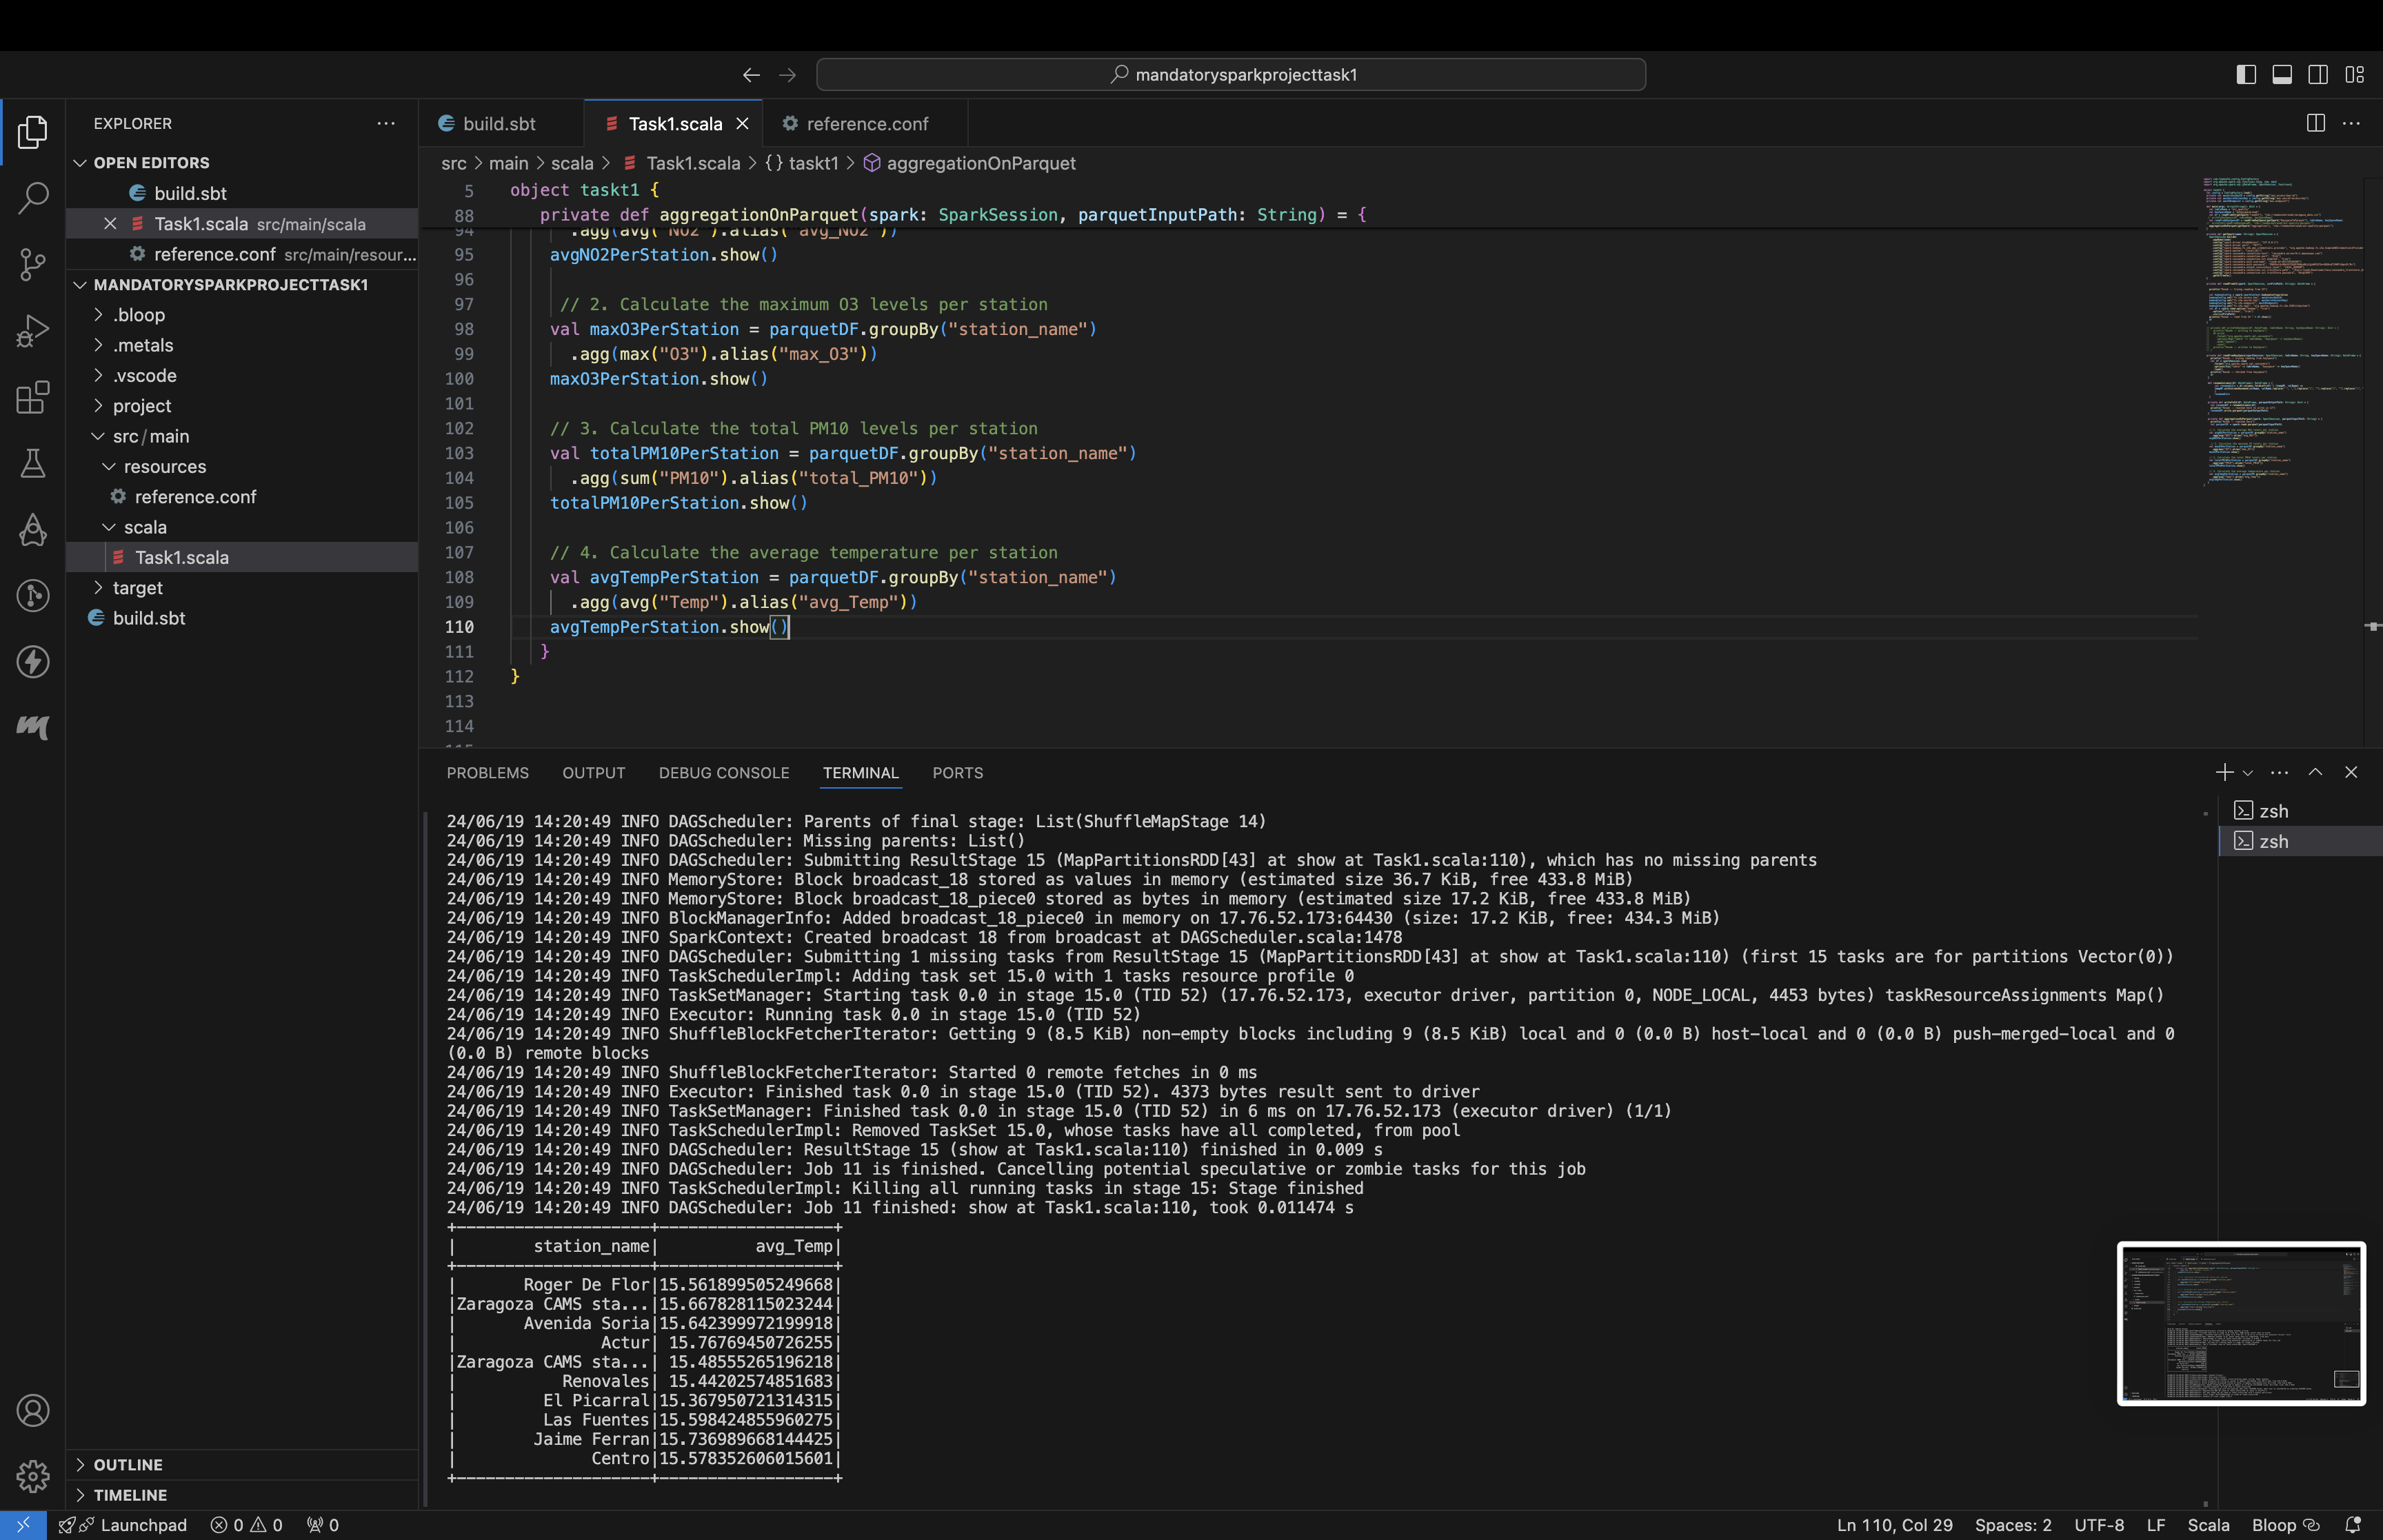 mandatorysparkprojecttask1
EXPLORER
OPEN EDITORS
build.sbt
Task1.scala src/main/scala
reference.conf src/main/resour...
MANDATORYSPARKPROJECTTASK1
.bloop
.metals
.vscode
project
src/main
resources
reference.conf
scala
Task1.scala
target
build.sbt
OUTLINE
TIMELINE
build.sbt
Task1.scala
reference.conf
src > main > scala > Task1.scala > {} taskt1 > aggregationOnParquet
5 object taskt1 {
88 private def aggregationOnParquet(spark: SparkSession, parquetInputPath: String) = {
94 .agg(avg("NO2").alias("avg_NO2"))
95 avgNO2PerStation.show()
96
97 // 2. Calculate the maximum O3 levels per station
98 val maxO3PerStation = parquetDF.groupBy("station_name")
99 .agg(max("O3").alias("max_O3"))
100 maxO3PerStation.show()
101
102 // 3. Calculate the total PM10 levels per station
103 val totalPM10PerStation = parquetDF.groupBy("station_name")
104 .agg(sum("PM10").alias("total_PM10"))
105 totalPM10PerStation.show()
106
107 // 4. Calculate the average temperature per station
108 val avgTempPerStation = parquetDF.groupBy("station_name")
109 .agg(avg("Temp").alias("avg_Temp"))
110 avgTempPerStation.show()
111 }
112 }
113
114
PROBLEMS OUTPUT DEBUG CONSOLE TERMINAL PORTS
zsh
zsh
24/06/19 14:20:49 INFO DAGScheduler: Parents of final stage: List(ShuffleMapStage 14)
24/06/19 14:20:49 INFO DAGScheduler: Missing parents: List()
24/06/19 14:20:49 INFO DAGScheduler: Submitting ResultStage 15 (MapPartitionsRDD[43] at show at Task1.scala:110), which has no missing parents
24/06/19 14:20:49 INFO MemoryStore: Block broadcast_18 stored as values in memory (estimated size 36.7 KiB, free 433.8 MiB)
24/06/19 14:20:49 INFO MemoryStore: Block broadcast_18_piece0 stored as bytes in memory (estimated size 17.2 KiB, free 433.8 MiB)
24/06/19 14:20:49 INFO BlockManagerInfo: Added broadcast_18_piece0 in memory on 17.76.52.173:64430 (size: 17.2 KiB, free: 434.3 MiB)
24/06/19 14:20:49 INFO SparkContext: Created broadcast 18 from broadcast at DAGScheduler.scala:1478
24/06/19 14:20:49 INFO DAGScheduler: Submitting 1 missing tasks from ResultStage 15 (MapPartitionsRDD[43] at show at Task1.scala:110) (first 15 tasks are for partitions Vector(0))
24/06/19 14:20:49 INFO TaskSchedulerImpl: Adding task set 15.0 with 1 tasks resource profile 0
24/06/19 14:20:49 INFO TaskSetManager: Starting task 0.0 in stage 15.0 (TID 52) (17.76.52.173, executor driver, partition 0, NODE_LOCAL, 4453 bytes) taskResourceAssignments Map()
24/06/19 14:20:49 INFO Executor: Running task 0.0 in stage 15.0 (TID 52)
24/06/19 14:20:49 INFO ShuffleBlockFetcherIterator: Getting 9 (8.5 KiB) non-empty blocks including 9 (8.5 KiB) local and 0 (0.0 B) host-local and 0 (0.0 B) push-merged-local and 0
(0.0 B) remote blocks
24/06/19 14:20:49 INFO ShuffleBlockFetcherIterator: Started 0 remote fetches in 0 ms
24/06/19 14:20:49 INFO Executor: Finished task 0.0 in stage 15.0 (TID 52). 4373 bytes result sent to driver
24/06/19 14:20:49 INFO TaskSetManager: Finished task 0.0 in stage 15.0 (TID 52) in 6 ms on 17.76.52.173 (executor driver) (1/1)
24/06/19 14:20:49 INFO TaskSchedulerImpl: Removed TaskSet 15.0, whose tasks have all completed, from pool
24/06/19 14:20:49 INFO DAGScheduler: ResultStage 15 (show at Task1.scala:110) finished in 0.009 s
24/06/19 14:20:49 INFO DAGScheduler: Job 11 is finished. Cancelling potential speculative or zombie tasks for this job
24/06/19 14:20:49 INFO TaskSchedulerImpl: Killing all running tasks in stage 15: Stage finished
24/06/19 14:20:49 INFO DAGScheduler: Job 11 finished: show at Task1.scala:110, took 0.011474 s
+--------------------+------------------+
| station_name| avg_Temp|
+--------------------+------------------+
| Roger De Flor|15.561899505249668|
|Zaragoza CAMS sta...|15.667828115023244|
| Avenida Soria|15.642399972199918|
| Actur| 15.76769450726255|
|Zaragoza CAMS sta...| 15.48555265196218|
| Renovales| 15.44202574851683|
| El Picarral|15.367950721314315|
| Las Fuentes|15.598424855960275|
| Jaime Ferran|15.736989668144425|
| Centro|15.578352606015601|
+--------------------+------------------+
Launchpad 0 0 0 Ln 110, Col 29 Spaces: 2 UTF-8 LF Scala Bloop